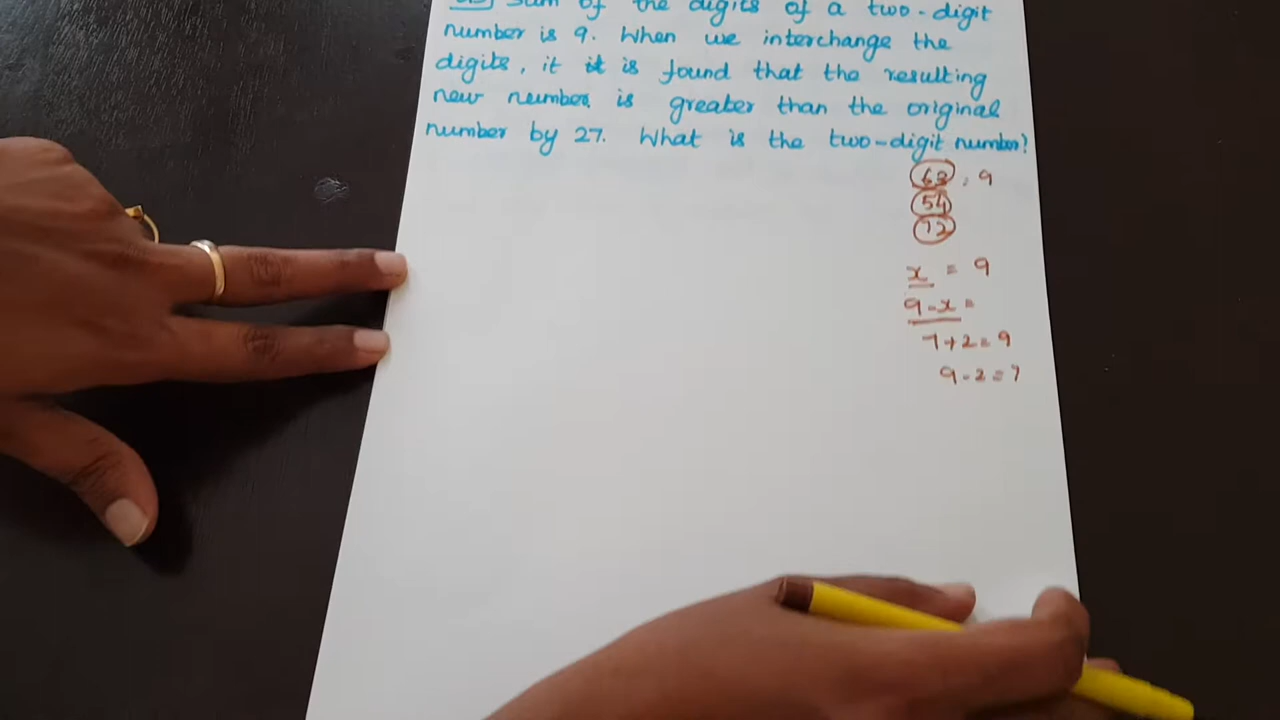 Sum of the digits of a two-digit
number is 9. When we interchange the
digits, it it is found that the resulting
new number is greater than the original
number by 27. What is the two-digit number?
63 = 9
54
72
x = 9
9-x =
7+2=9
9-2=7